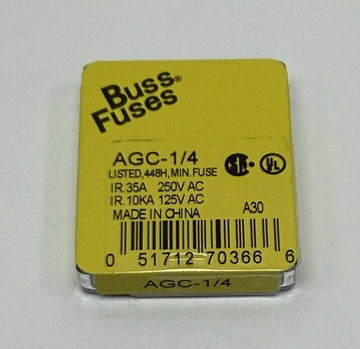 Buss®
Fuses
AGC-1/4
LISTED,448H,MIN.FUSE
IR.35A 250V AC
IR.10KA 125V AC
MADE IN CHINA A30
0 51712 70366 6
AGC-1/4